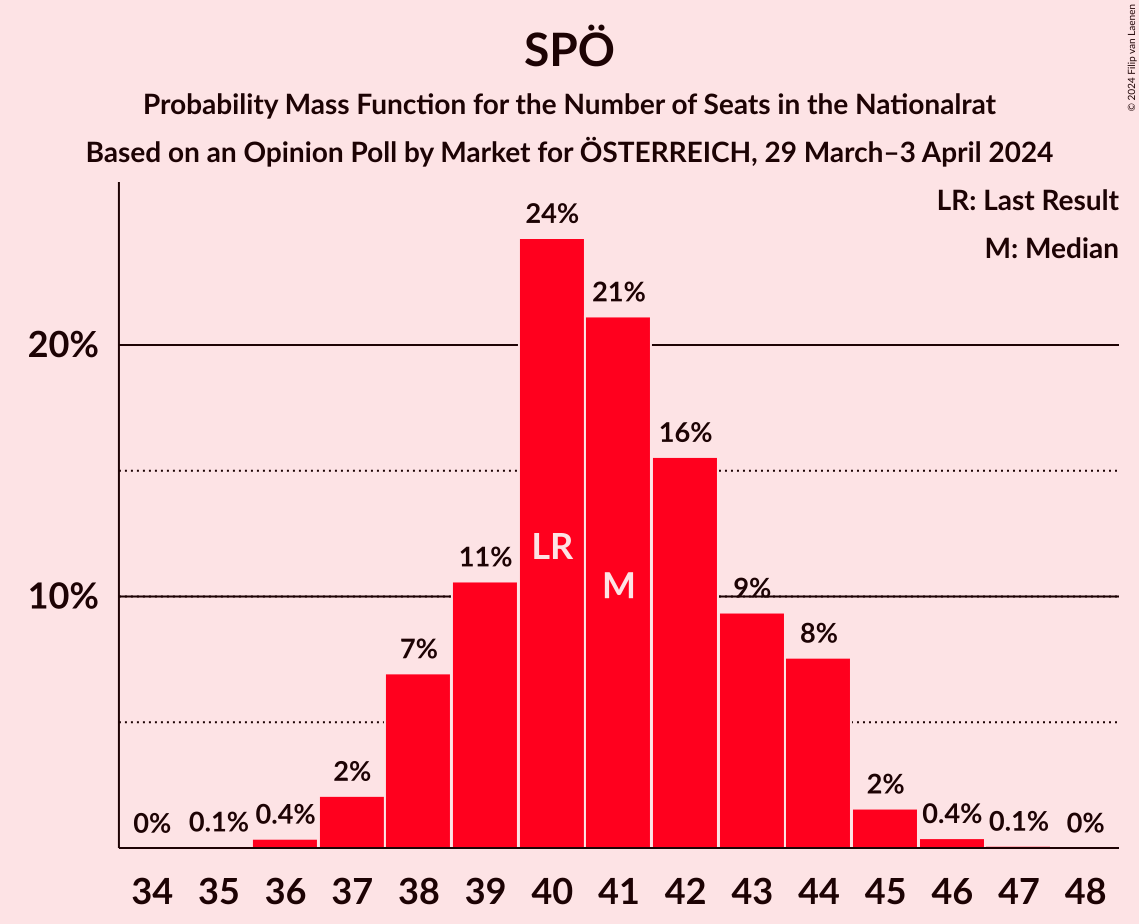 SPÖ
Probability Mass Function for the Number of Seats in the Nationalrat
Based on an Opinion Poll by Market for ÖSTERREICH, 29 March–3 April 2024
© 2024 Filip van Laenen
LR: Last Result
M: Median
20%
10%
0%
0.1%
0.4%
2%
7%
11%
24%
21%
16%
9%
8%
2%
0.4%
0.1%
0%
LR
M
34 35 36 37 38 39 40 41 42 43 44 45 46 47 48